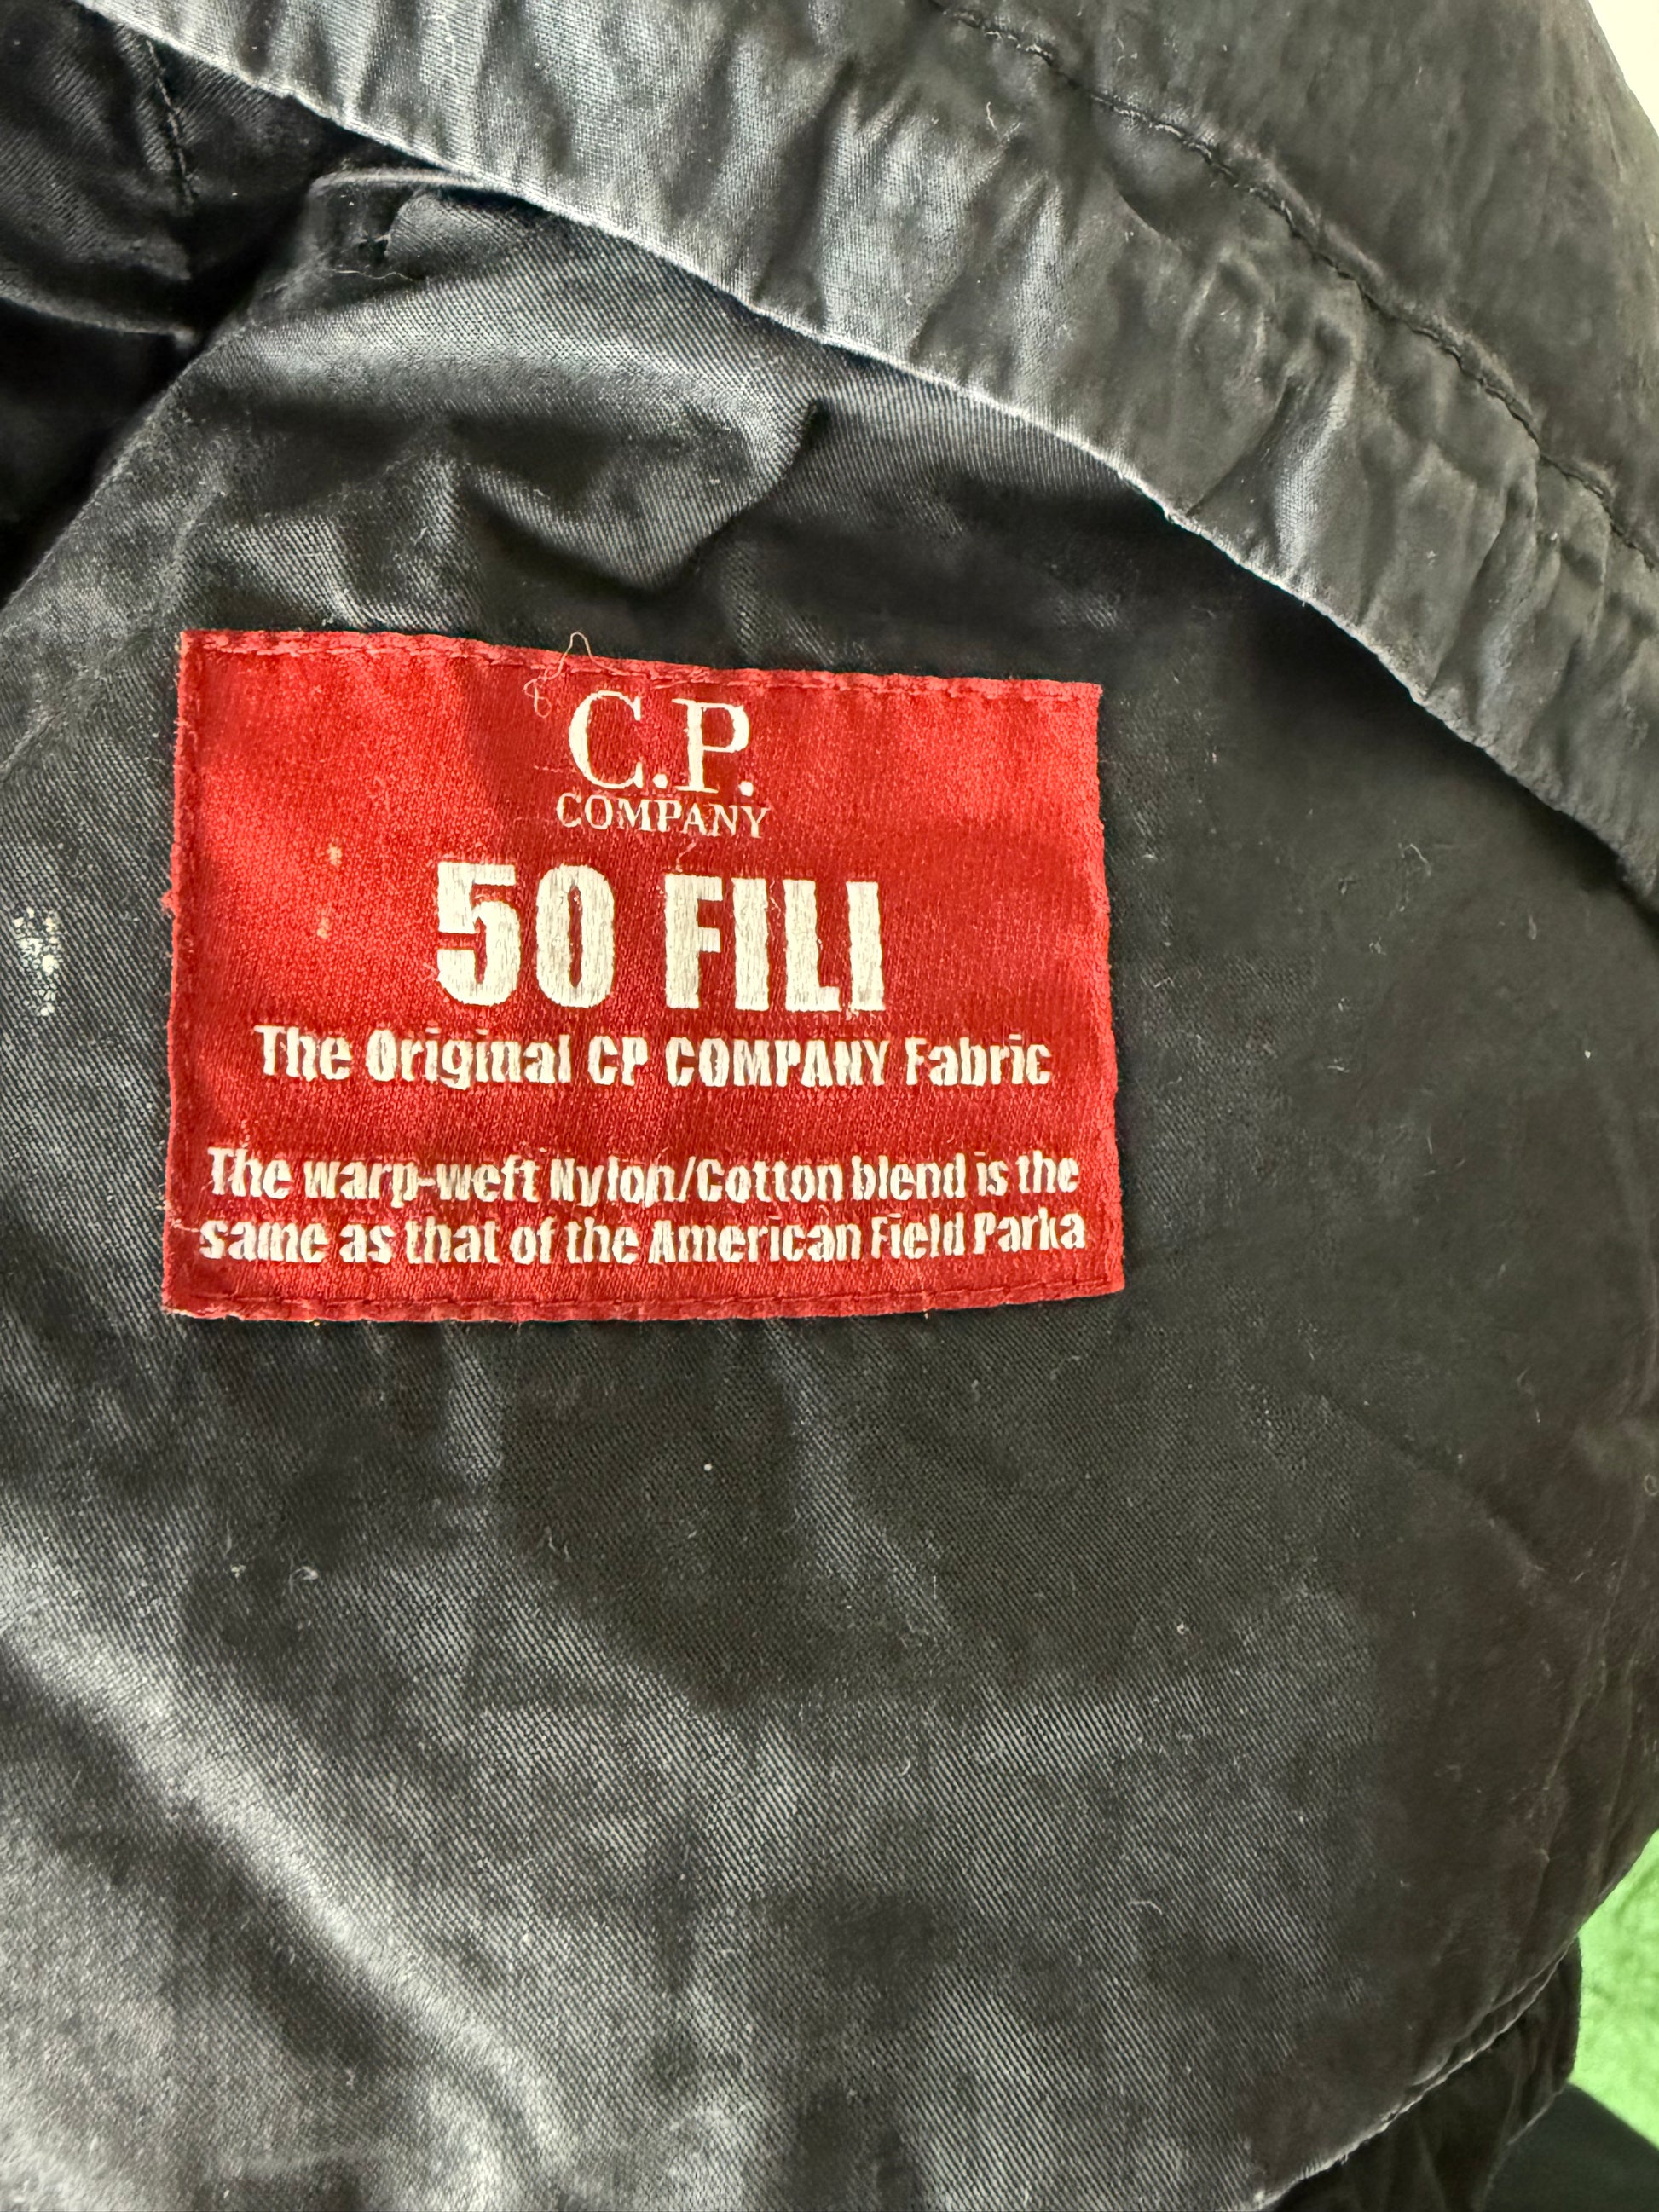 C.P.
COMPANY
50 FILI
The Original CP COMPANY Fabric
The warp-weft Nylon/Cotton blend is the
same as that of the American Field Parka